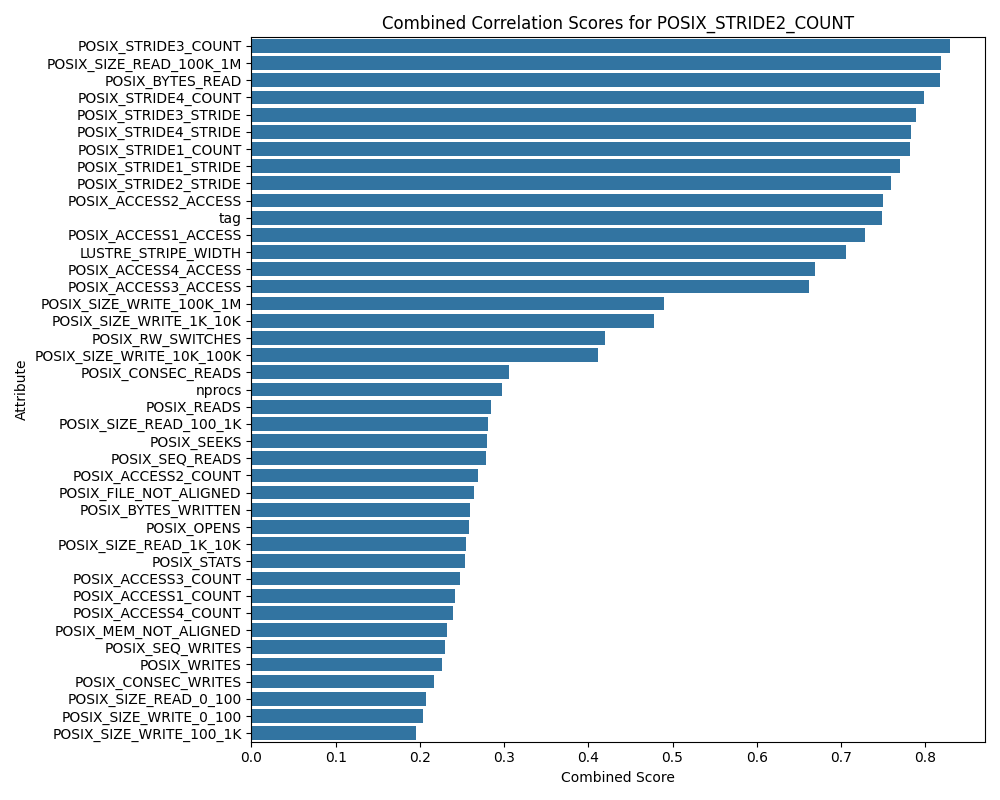 Combined Correlation Scores for POSIX_STRIDE2_COUNT
POSIX_STRIDE3_COUNT
POSIX_SIZE_READ_100K_1M
POSIX_BYTES_READ
POSIX_STRIDE4_COUNT
POSIX_STRIDE3_STRIDE
POSIX_STRIDE4_STRIDE
POSIX_STRIDE1_COUNT
POSIX_STRIDE1_STRIDE
POSIX_STRIDE2_STRIDE
POSIX_ACCESS2_ACCESS
tag
POSIX_ACCESS1_ACCESS
LUSTRE_STRIPE_WIDTH
POSIX_ACCESS4_ACCESS
POSIX_ACCESS3_ACCESS
POSIX_SIZE_WRITE_100K_1M
POSIX_SIZE_WRITE_1K_10K
POSIX_RW_SWITCHES
POSIX_SIZE_WRITE_10K_100K
POSIX_CONSEC_READS
nprocs
POSIX_READS
POSIX_SIZE_READ_100_1K
POSIX_SEEKS
POSIX_SEQ_READS
POSIX_ACCESS2_COUNT
POSIX_FILE_NOT_ALIGNED
POSIX_BYTES_WRITTEN
POSIX_OPENS
POSIX_SIZE_READ_1K_10K
POSIX_STATS
POSIX_ACCESS3_COUNT
POSIX_ACCESS1_COUNT
POSIX_ACCESS4_COUNT
POSIX_MEM_NOT_ALIGNED
POSIX_SEQ_WRITES
POSIX_WRITES
POSIX_CONSEC_WRITES
POSIX_SIZE_READ_0_100
POSIX_SIZE_WRITE_0_100
POSIX_SIZE_WRITE_100_1K
Attribute
0.0 0.1 0.2 0.3 0.4 0.5 0.6 0.7 0.8
Combined Score